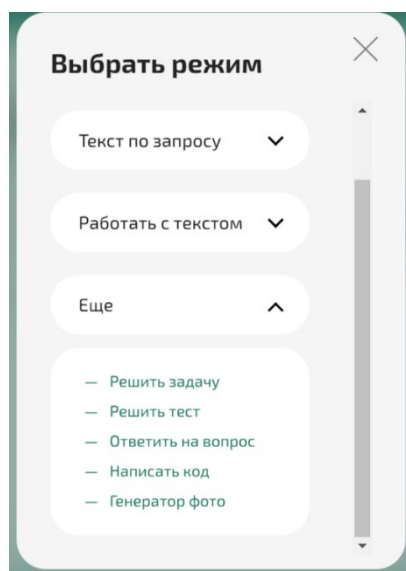 Выбрать режим
Текст по запросу
Работать с текстом
Еще
— Решить задачу
— Решить тест
— Ответить на вопрос
— Написать код
— Генератор фото